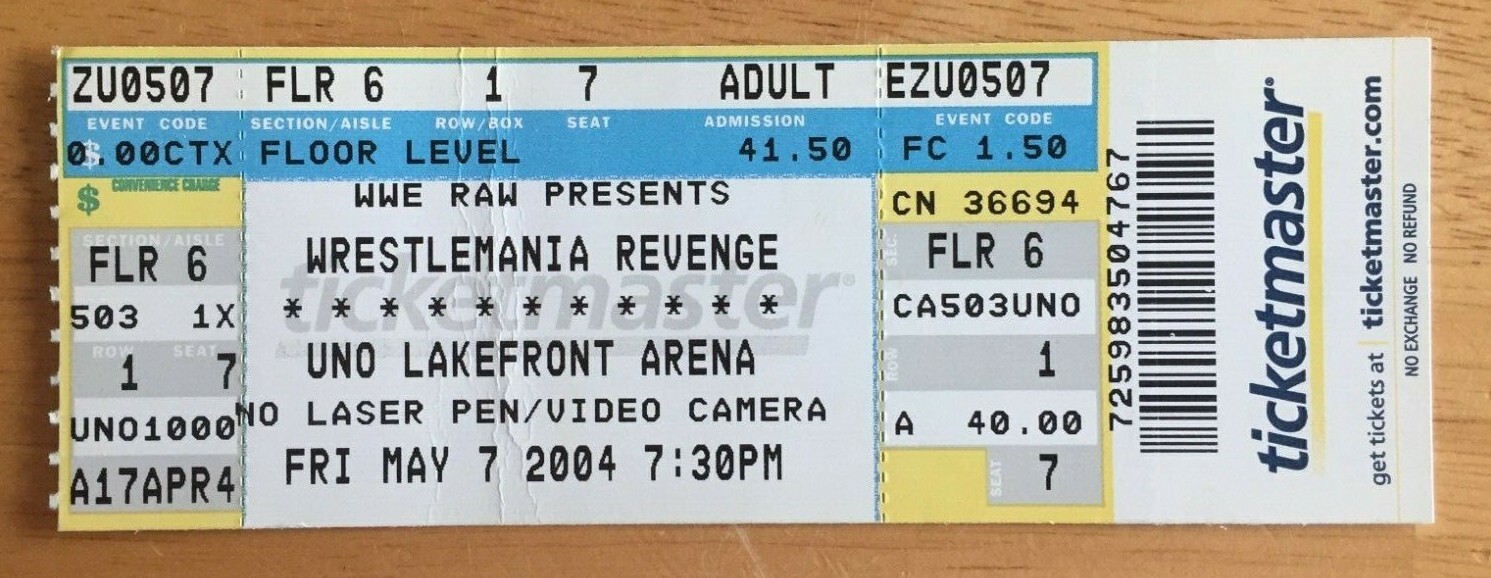 ZU0507 FLR 6 1 7 ADULT EZU0507
EVENT CODE SECTION/AISLE ROW/BOX SEAT ADMISSION EVENT CODE
$ 0.00CTX FLOOR LEVEL 41.50 FC 1.50
$ CONVENIENCE CHARGE
SECTION/AISLE
FLR 6
503 1X
ROW SEAT
1 7
UNO1000
A17APR4
WWE RAW PRESENTS
WRESTLEMANIA REVENGE
ticketmaster®
* * * * * * * * * * *
UNO LAKEFRONT ARENA
NO LASER PEN/VIDEO CAMERA
FRI MAY 7 2004 7:30PM
CN 36694
SEC.
FLR 6
CA503UNO
ROW
1
A 40.00
SEAT
7
725983504767
ticketmaster®
get tickets at ticketmaster.com
NO EXCHANGE NO REFUND